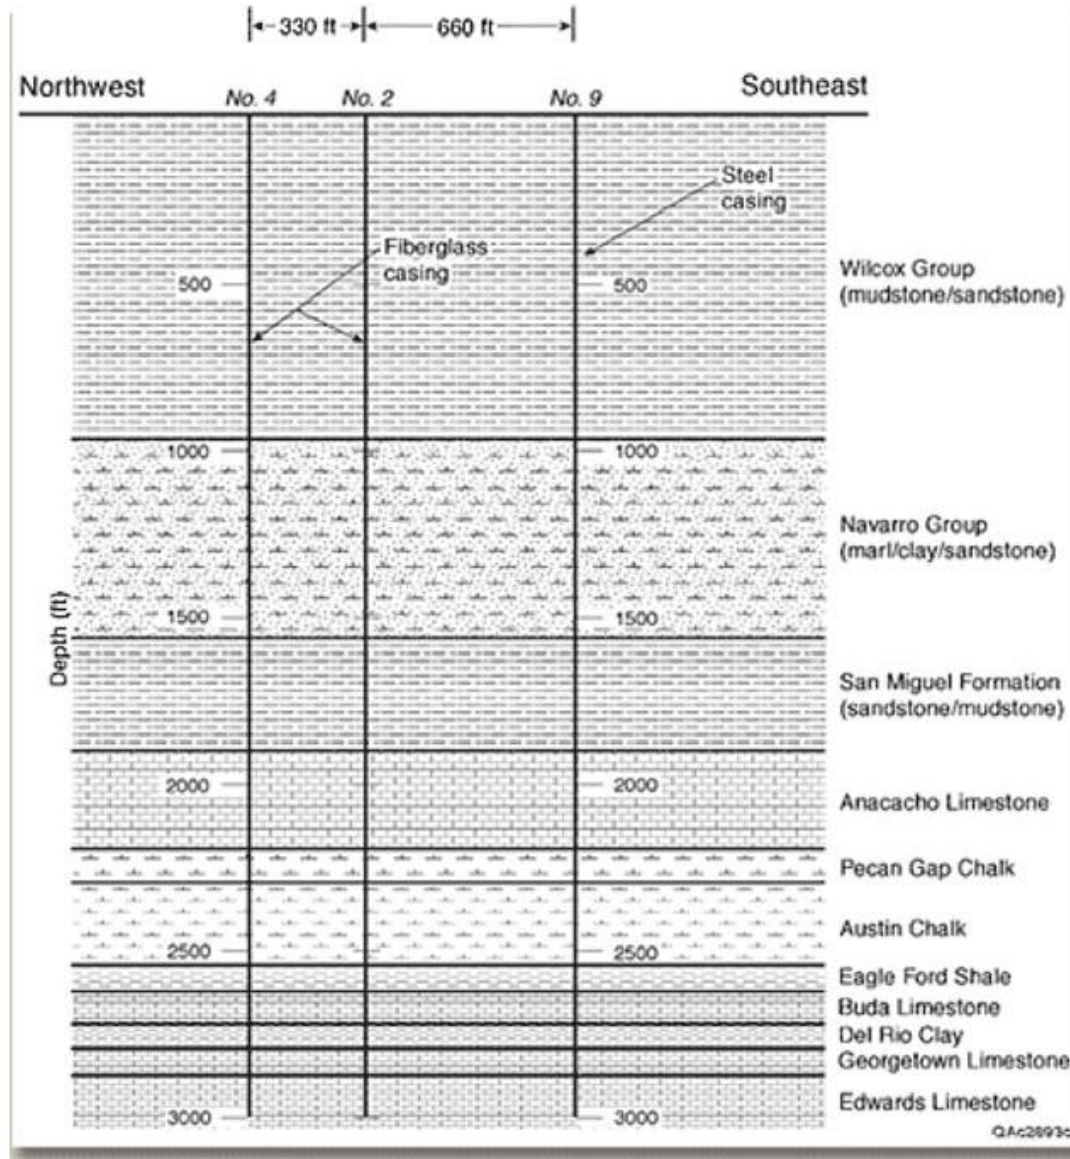 330 ft
660 ft
Northwest
Southeast
No. 4
No. 2
No. 9
Steel
casing
Fiberglass
casing
500
500
Wilcox Group
(mudstone/sandstone)
1000
1000
Navarro Group
(marl/clay/sandstone)
1500
1500
Depth (ft)
San Miguel Formation
(sandstone/mudstone)
2000
2000
Anacacho Limestone
Pecan Gap Chalk
Austin Chalk
2500
2500
Eagle Ford Shale
Buda Limestone
Del Rio Clay
Georgetown Limestone
Edwards Limestone
3000
3000
QAc2893c